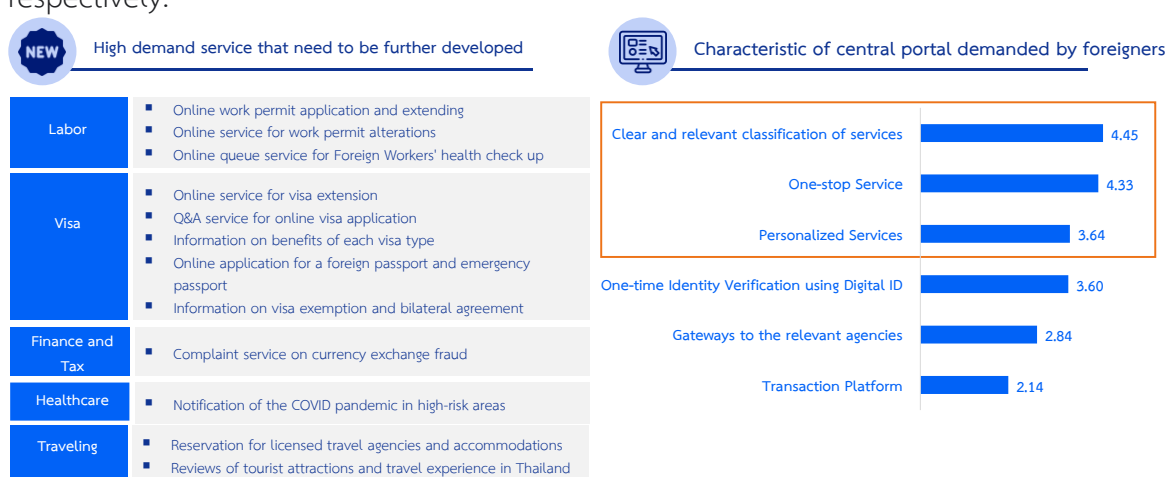 respectively.
NEW
High demand service that need to be further developed
Labor
Online work permit application and extending
Online service for work permit alterations
Online queue service for Foreign Workers' health check up
Visa
Online service for visa extension
Q&A service for online visa application
Information on benefits of each visa type
Online application for a foreign passport and emergency
passport
Information on visa exemption and bilateral agreement
Finance and
Tax
Complaint service on currency exchange fraud
Healthcare
Notification of the COVID pandemic in high-risk areas
Traveling
Reservation for licensed travel agencies and accommodations
Reviews of tourist attractions and travel experience in Thailand
Characteristic of central portal demanded by foreigners
Clear and relevant classification of services 4.45
One-stop Service 4.33
Personalized Services 3.64
One-time Identity Verification using Digital ID 3.60
Gateways to the relevant agencies 2.84
Transaction Platform 2.14